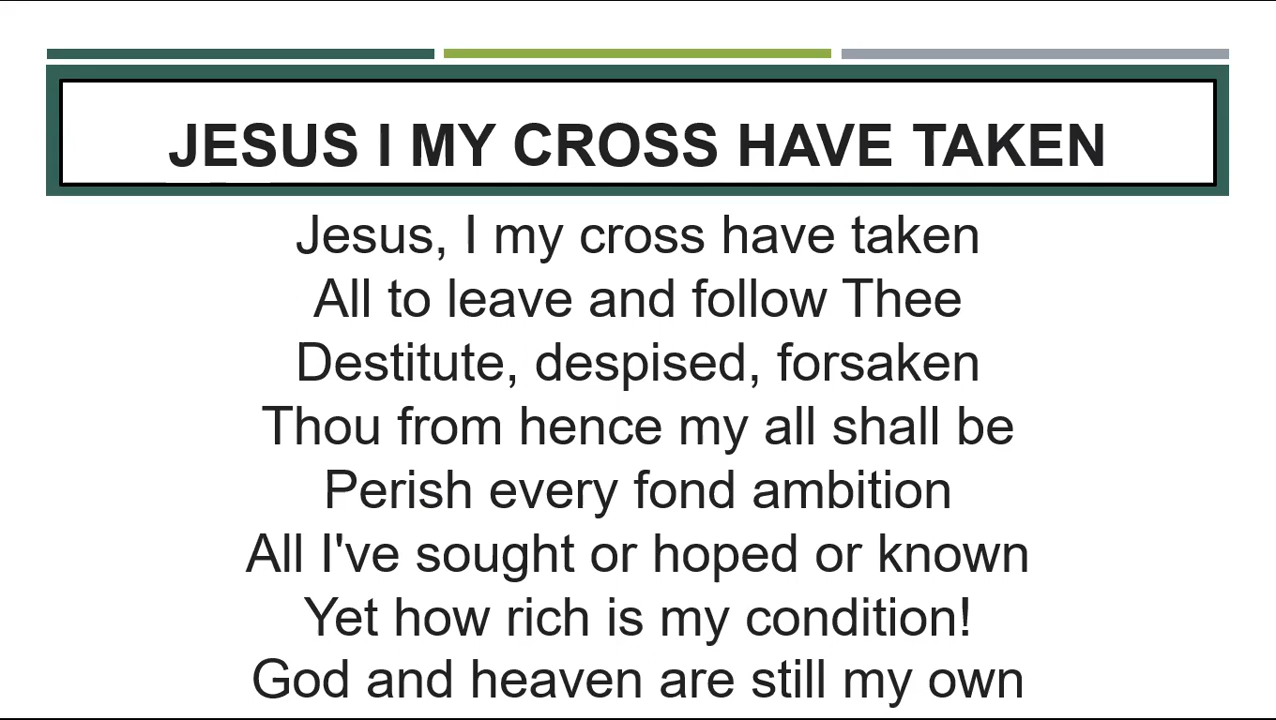 JESUS I MY CROSS HAVE TAKEN
Jesus, I my cross have taken
All to leave and follow Thee
Destitute, despised, forsaken
Thou from hence my all shall be
Perish every fond ambition
All I've sought or hoped or known
Yet how rich is my condition!
God and heaven are still my own